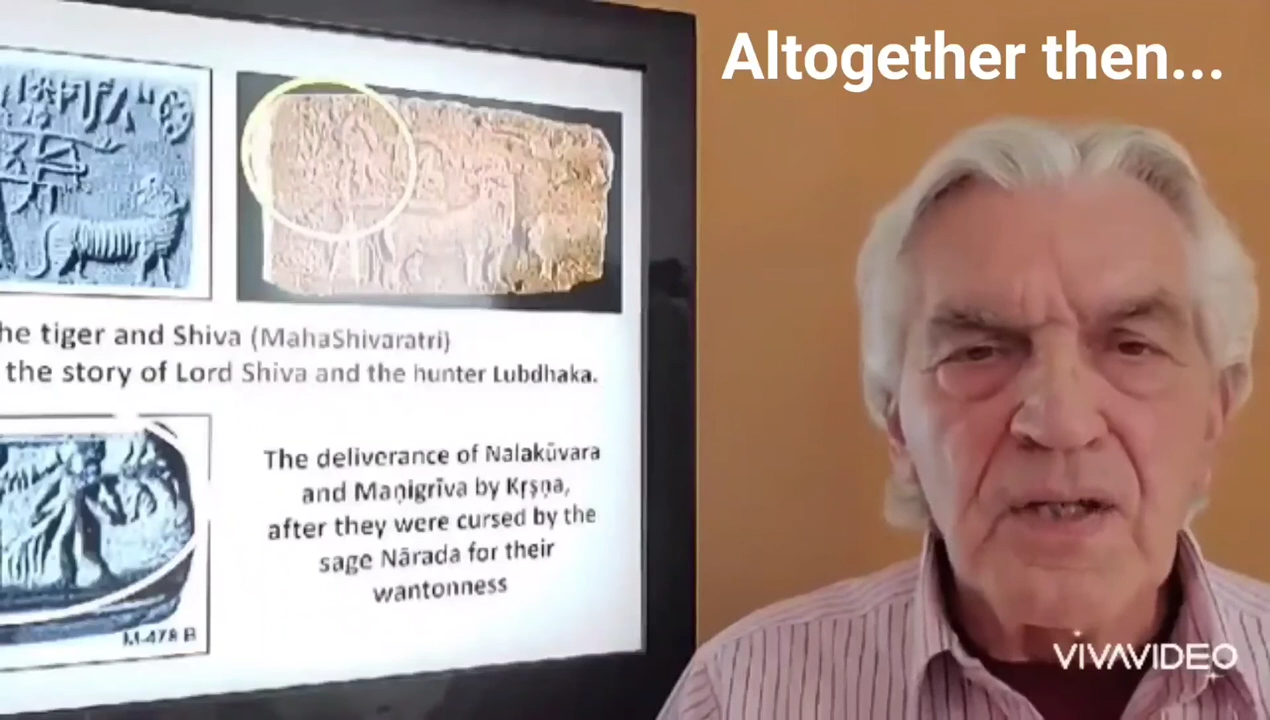 Altogether then...
he tiger and Shiva (MahaShivaratri)
the story of Lord Shiva and the hunter Lubdhaka.
The deliverance of Nalakūvara
and Maṇigrīva by Kṛṣṇa,
after they were cursed by the
sage Nārada for their
wantonness
M-478 B
VIVAVIDEO